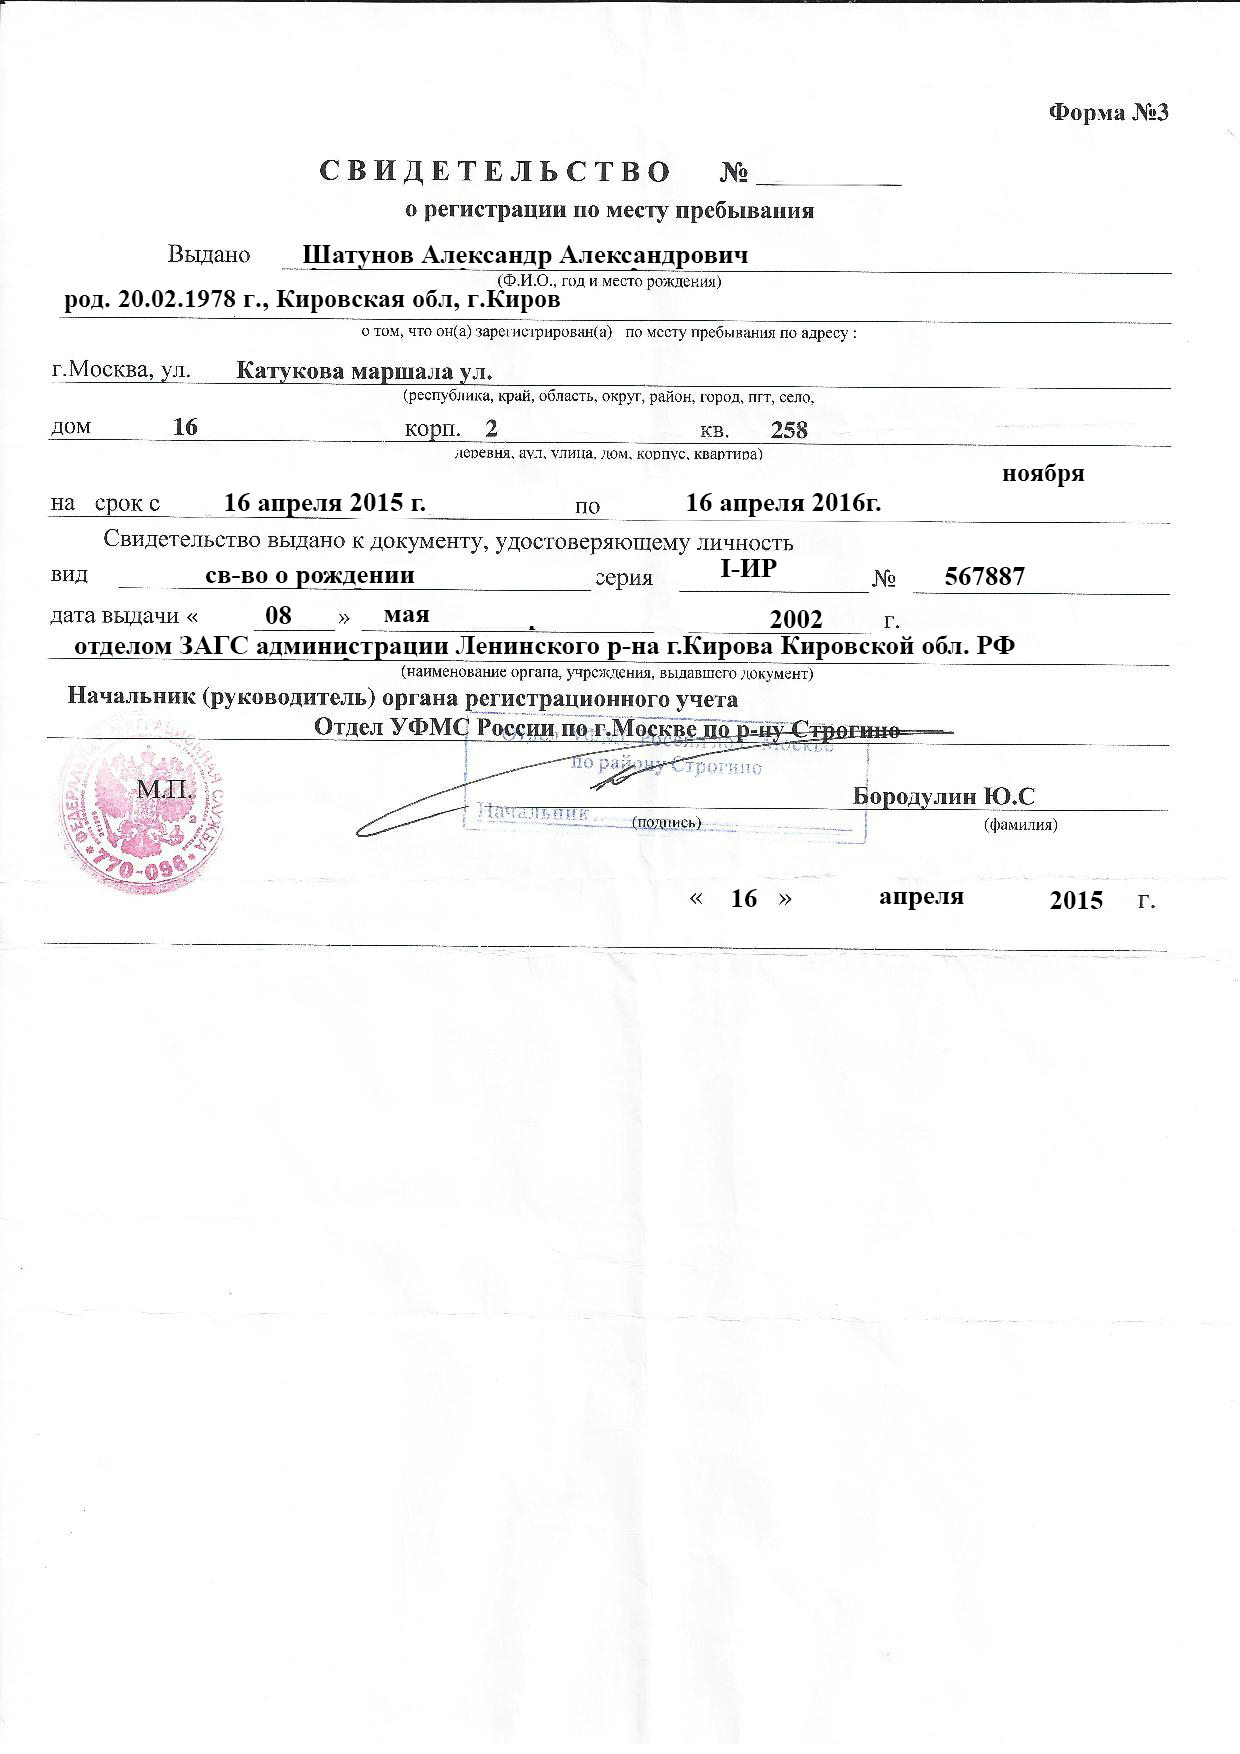 Форма №3
СВИДЕТЕЛЬСТВО №
о регистрации по месту пребывания
Выдано Шатунов Александр Александрович
(Ф.И.О., год и место рождения)
род. 20.02.1978 г., Кировская обл, г.Киров
о том, что он(а) зарегистрирован(а) по месту пребывания по адресу :
г.Москва, ул. Катукова маршала ул.
(республика, край, область, округ, район, город, пгт, село,
дом 16 корп. 2 кв. 258
деревня, аул, улица, дом, корпус, квартира)
ноября
на срок с 16 апреля 2015 г. по 16 апреля 2016г.
Свидетельство выдано к документу, удостоверяющему личность
вид св-во о рождении серия I-ИР № 567887
дата выдачи « 08 » мая 2002 г.
отделом ЗАГС администрации Ленинского р-на г.Кирова Кировской обл. РФ
(наименование органа, учреждения, выдавшего документ)
Начальник (руководитель) органа регистрационного учета
Отдел УФМС России по г.Москве по р-ну Строгино
по району Строгино
М.П.
Бородулин Ю.С
Начальник
(подпись) (фамилия)
770-096
« 16 » апреля 2015 г.